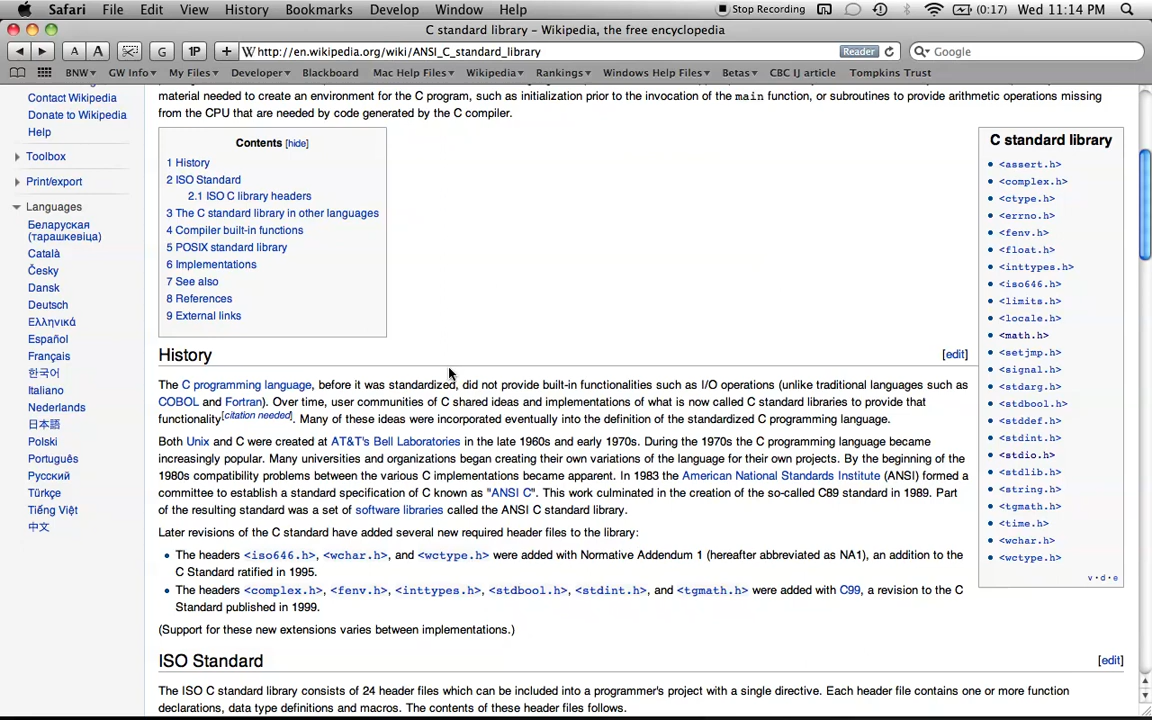 Safari File Edit View History Bookmarks Develop Window Help Stop Recording (0:17) Wed 11:14 PM
C standard library – Wikipedia, the free encyclopedia
A A G 1P + W http://en.wikipedia.org/wiki/ANSI_C_standard_library Reader Google
BNW GW Info My Files Developer Blackboard Mac Help Files Wikipedia Rankings Windows Help Files Betas CBC IJ article Tompkins Trust
Contact Wikipedia
Donate to Wikipedia
Help
Toolbox
Print/export
Languages
Беларуская
(тарашкевіца)
Català
Česky
Dansk
Deutsch
Ελληνικά
Español
Français
한국어
Italiano
Nederlands
日本語
Polski
Português
Русский
Türkçe
Tiếng Việt
中文
material needed to create an environment for the C program, such as initialization prior to the invocation of the main function, or subroutines to provide arithmetic operations missing
from the CPU that are needed by code generated by the C compiler.
Contents [hide]
1 History
2 ISO Standard
2.1 ISO C library headers
3 The C standard library in other languages
4 Compiler built-in functions
5 POSIX standard library
6 Implementations
7 See also
8 References
9 External links
C standard library
<assert.h>
<complex.h>
<ctype.h>
<errno.h>
<fenv.h>
<float.h>
<inttypes.h>
<iso646.h>
<limits.h>
<locale.h>
<math.h>
<setjmp.h>
<signal.h>
<stdarg.h>
<stdbool.h>
<stddef.h>
<stdint.h>
<stdio.h>
<stdlib.h>
<string.h>
<tgmath.h>
<time.h>
<wchar.h>
<wctype.h>
v·d·e
History [edit]
The C programming language, before it was standardized, did not provide built-in functionalities such as I/O operations (unlike traditional languages such as
COBOL and Fortran). Over time, user communities of C shared ideas and implementations of what is now called C standard libraries to provide that
functionality[citation needed]. Many of these ideas were incorporated eventually into the definition of the standardized C programming language.
Both Unix and C were created at AT&T's Bell Laboratories in the late 1960s and early 1970s. During the 1970s the C programming language became
increasingly popular. Many universities and organizations began creating their own variations of the language for their own projects. By the beginning of the
1980s compatibility problems between the various C implementations became apparent. In 1983 the American National Standards Institute (ANSI) formed a
committee to establish a standard specification of C known as "ANSI C". This work culminated in the creation of the so-called C89 standard in 1989. Part
of the resulting standard was a set of software libraries called the ANSI C standard library.
Later revisions of the C standard have added several new required header files to the library:
• The headers <iso646.h>, <wchar.h>, and <wctype.h> were added with Normative Addendum 1 (hereafter abbreviated as NA1), an addition to the
C Standard ratified in 1995.
• The headers <complex.h>, <fenv.h>, <inttypes.h>, <stdbool.h>, <stdint.h>, and <tgmath.h> were added with C99, a revision to the C
Standard published in 1999.
(Support for these new extensions varies between implementations.)
ISO Standard [edit]
The ISO C standard library consists of 24 header files which can be included into a programmer's project with a single directive. Each header file contains one or more function
declarations, data type definitions and macros. The contents of these header files follows.